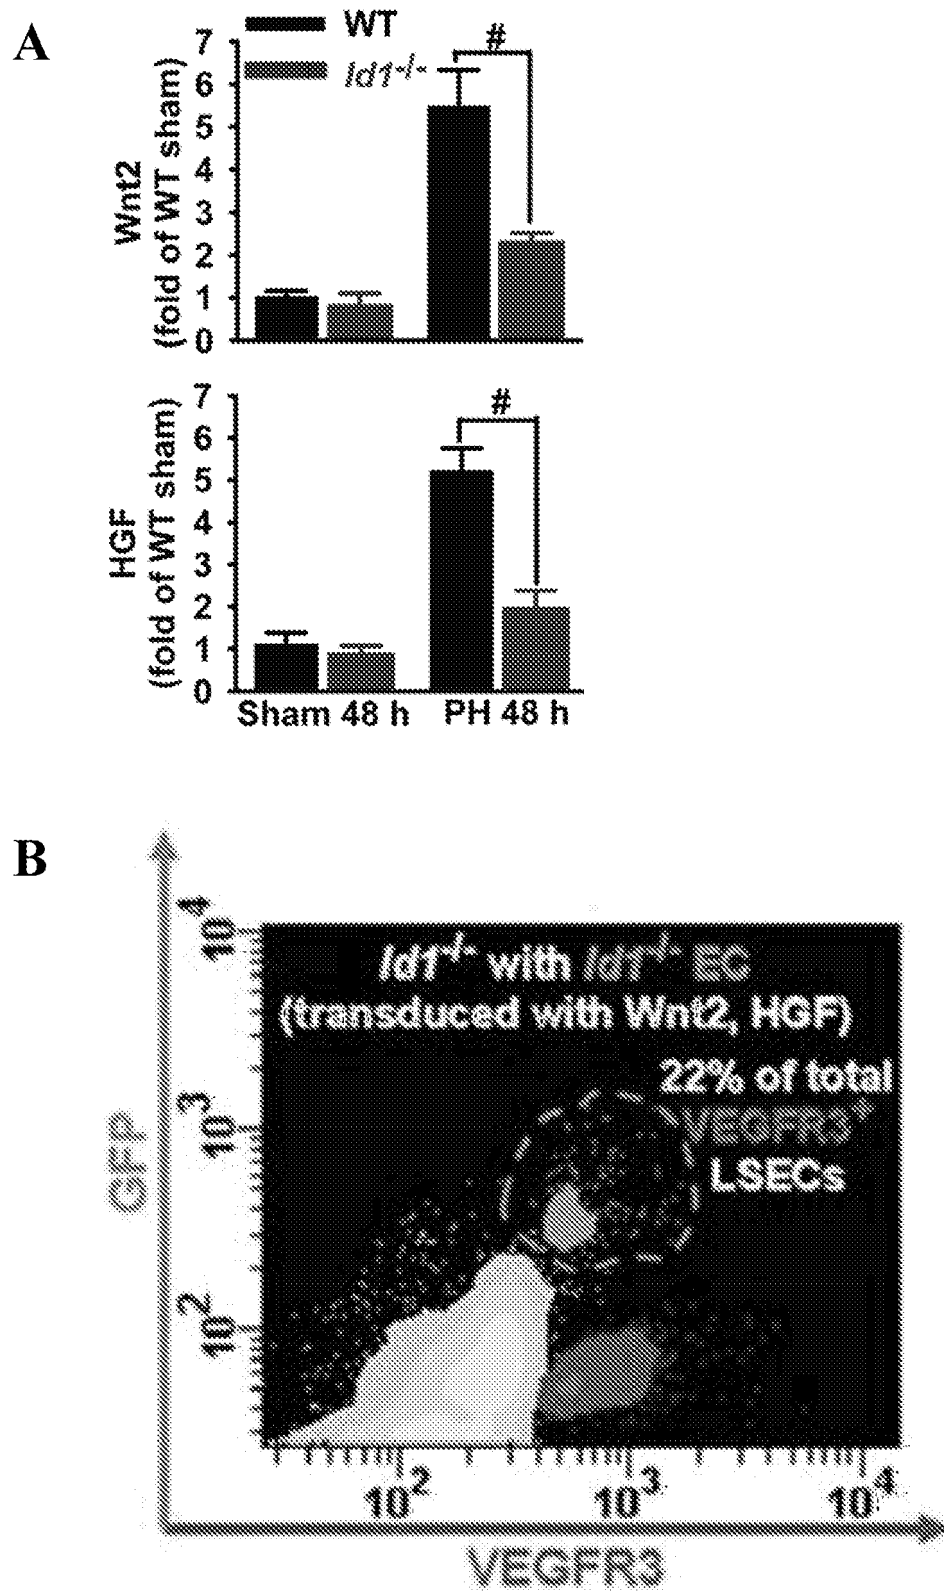 A
WT
Id1-/-
Wnt2
(fold of WT sham)
7
6
5
4
3
2
1
0
#
HGF
(fold of WT sham)
7
6
5
4
3
2
1
0
#
Sham 48 h
PH 48 h
B
GFP
10^4
10^3
10^2
Id1-/- with Id1-/- EC
(transduced with Wnt2, HGF)
22% of total
VEGFR3+
LSECs
10^2
10^3
10^4
VEGFR3